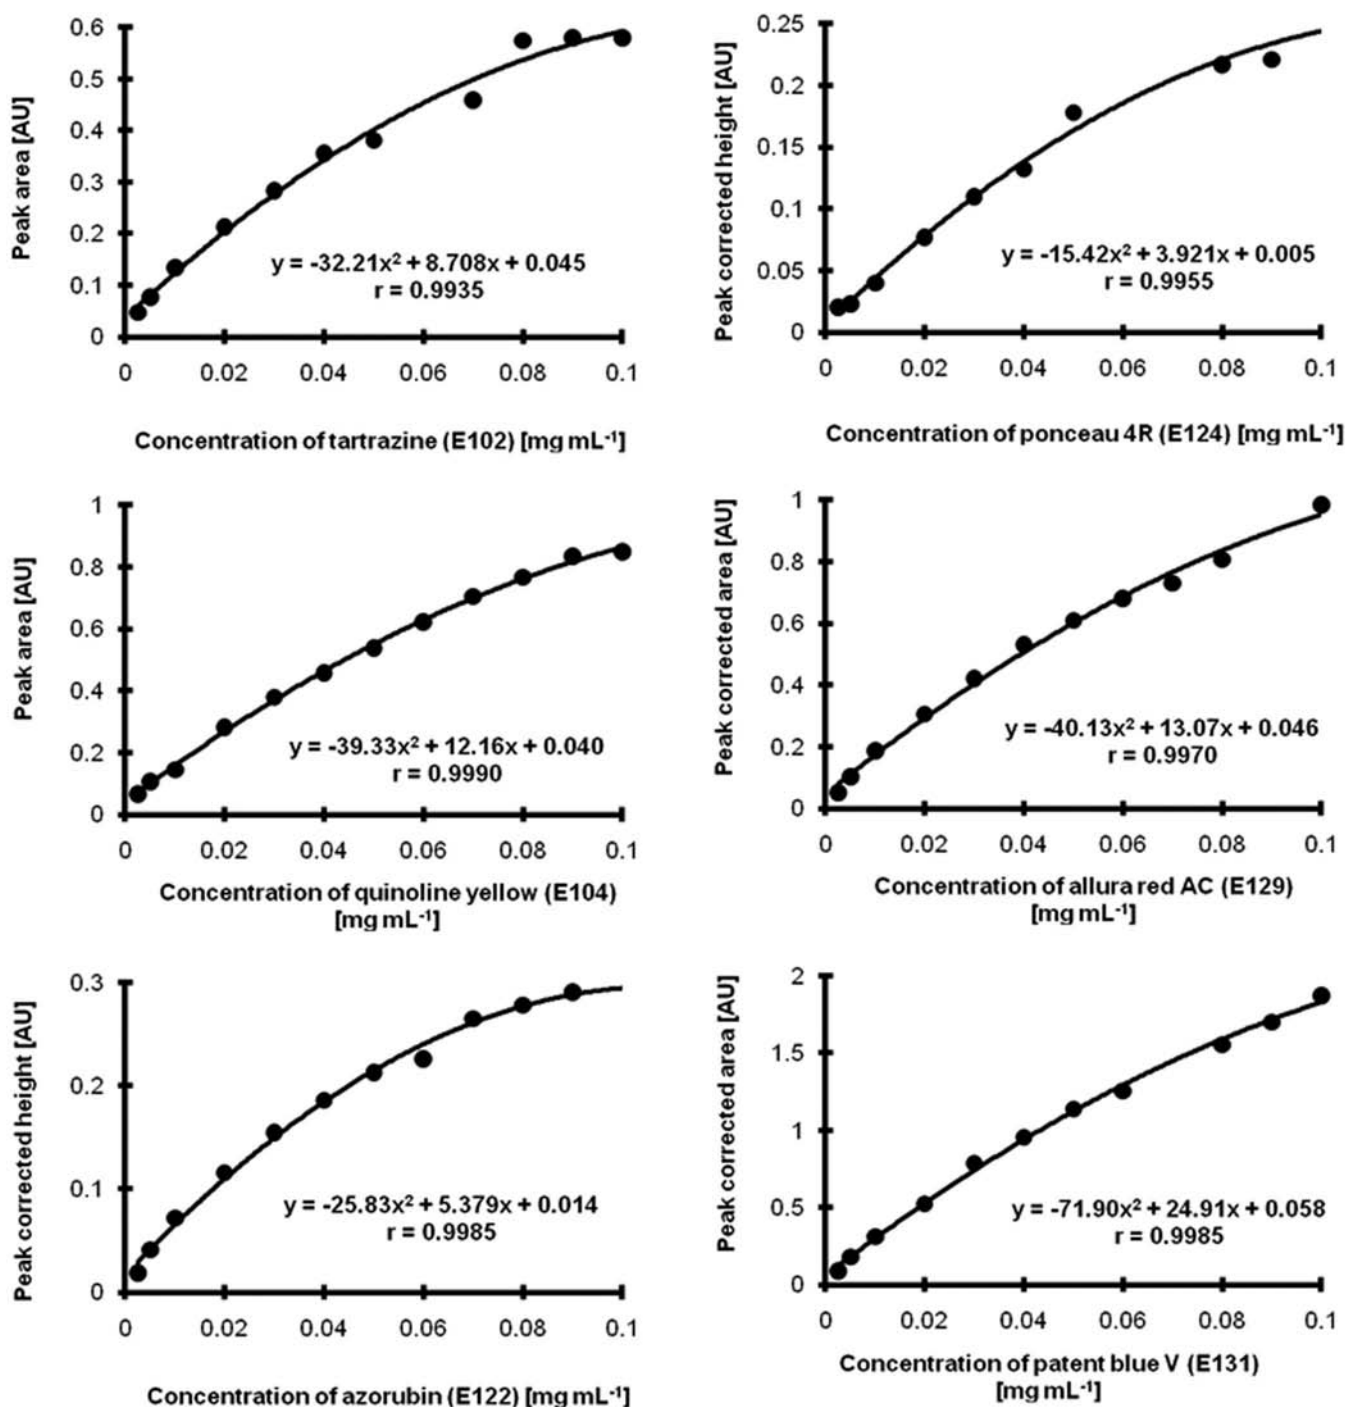 Peak area [AU]
0.6
0.5
0.4
0.3
0.2
0.1
0
y = -32.21x² + 8.708x + 0.045
r = 0.9935
0 0.02 0.04 0.06 0.08 0.1
Concentration of tartrazine (E102) [mg mL⁻¹]
Peak corrected height [AU]
0.25
0.2
0.15
0.1
0.05
0
y = -15.42x² + 3.921x + 0.005
r = 0.9955
0 0.02 0.04 0.06 0.08 0.1
Concentration of ponceau 4R (E124) [mg mL⁻¹]
Peak area [AU]
1
0.8
0.6
0.4
0.2
0
y = -39.33x² + 12.16x + 0.040
r = 0.9990
0 0.02 0.04 0.06 0.08 0.1
Concentration of quinoline yellow (E104)
[mg mL⁻¹]
Peak corrected area [AU]
1
0.8
0.6
0.4
0.2
0
y = -40.13x² + 13.07x + 0.046
r = 0.9970
0 0.02 0.04 0.06 0.08 0.1
Concentration of allura red AC (E129)
[mg mL⁻¹]
Peak corrected height [AU]
0.3
0.2
0.1
0
y = -25.83x² + 5.379x + 0.014
r = 0.9985
0 0.02 0.04 0.06 0.08 0.1
Concentration of azorubin (E122) [mg mL⁻¹]
Peak corrected area [AU]
2
1.5
1
0.5
0
y = -71.90x² + 24.91x + 0.058
r = 0.9985
0 0.02 0.04 0.06 0.08 0.1
Concentration of patent blue V (E131)
[mg mL⁻¹]